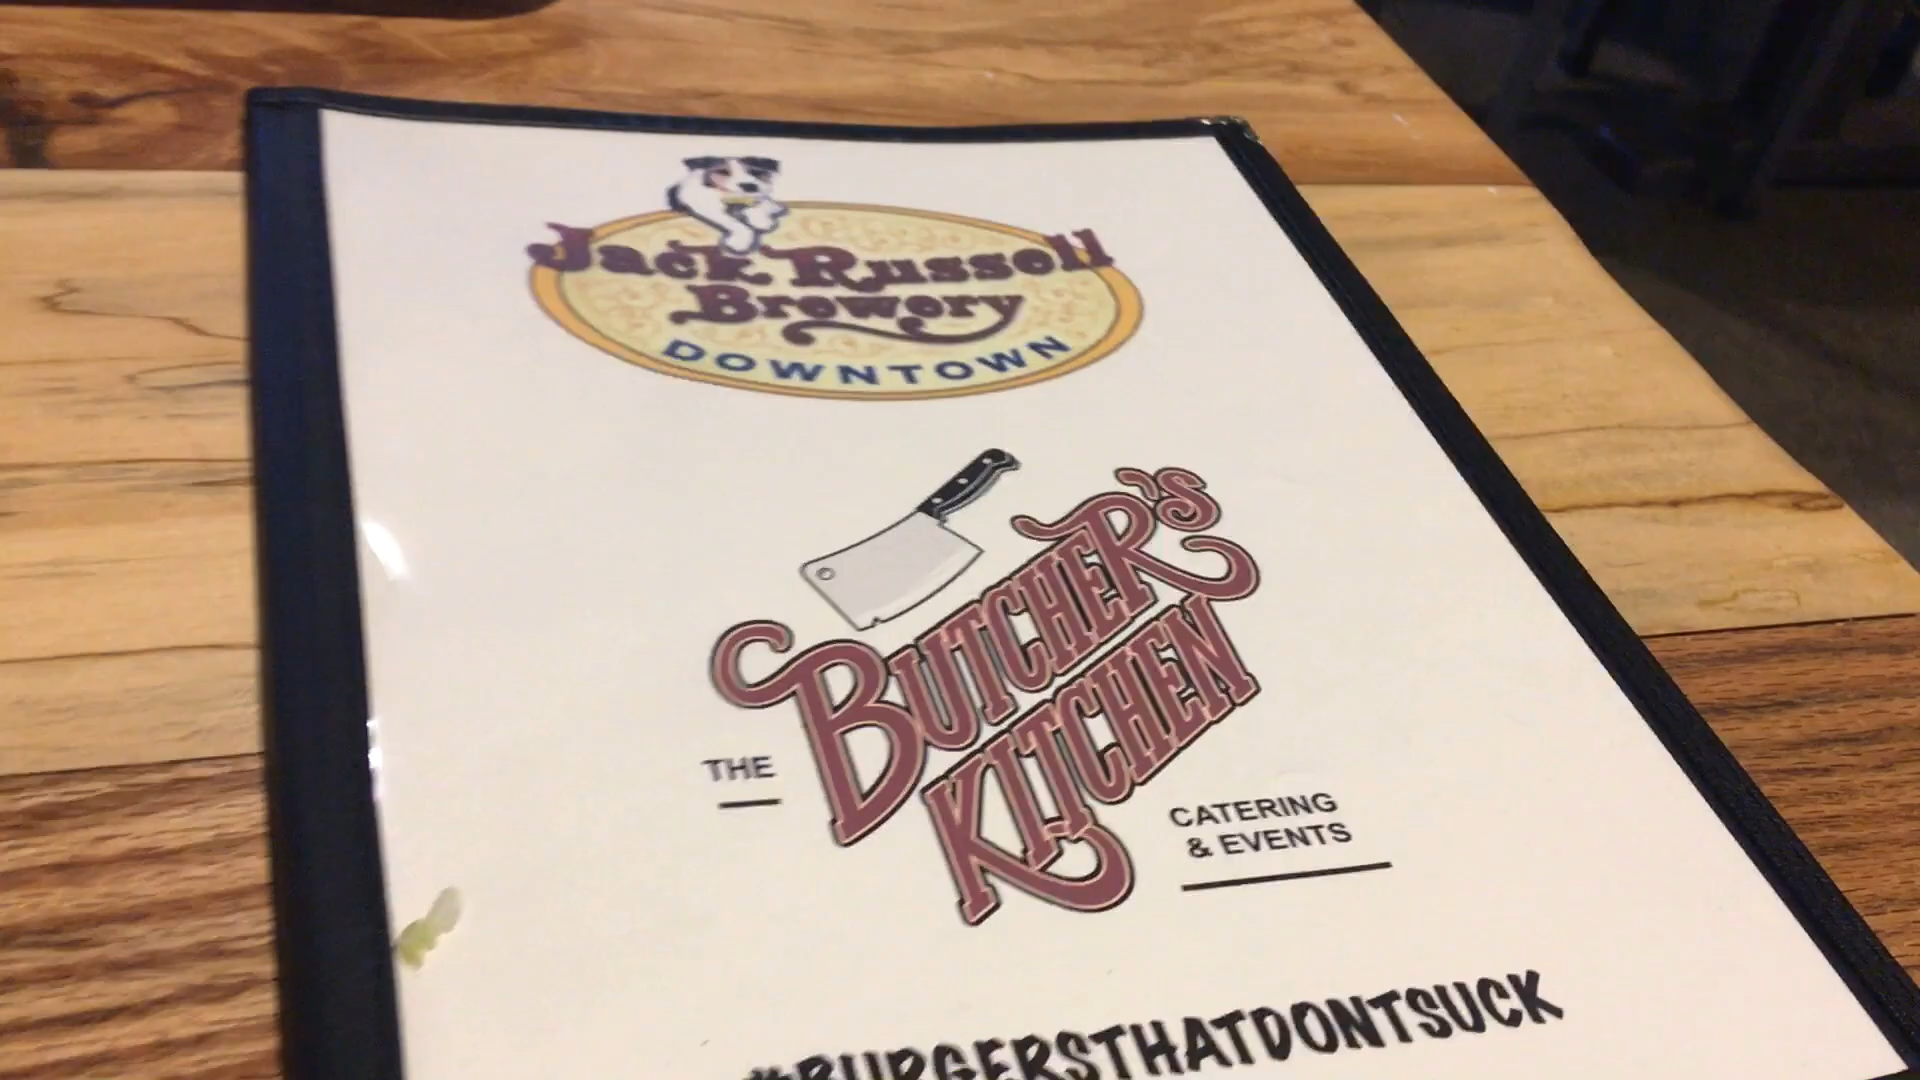 Jack Russell
Brewery
DOWNTOWN
BUTCHER'S
KITCHEN
THE
CATERING
& EVENTS
#BURGERSTHATDONTSUCK